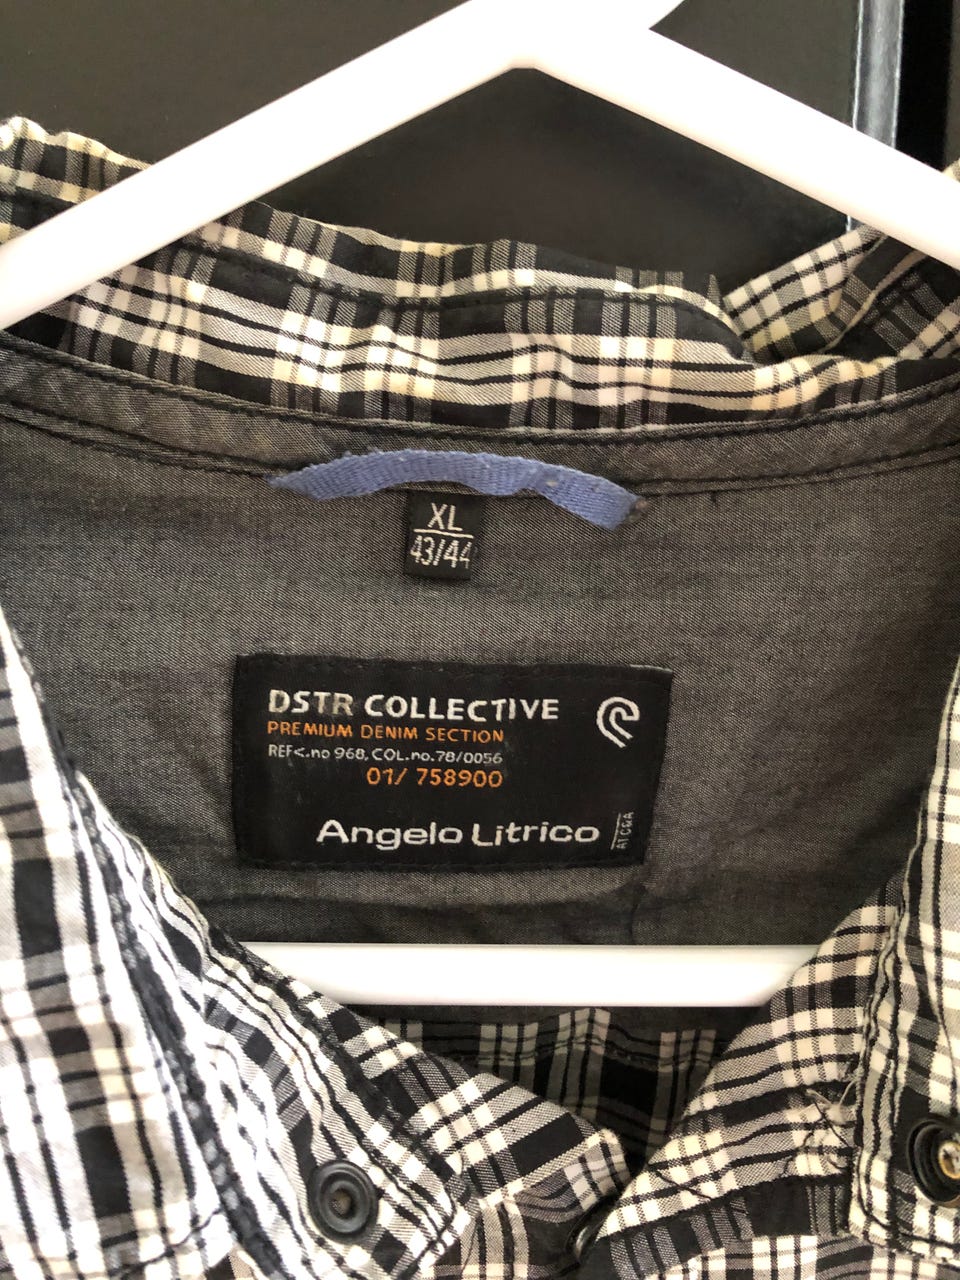 XL
43/44
DSTR COLLECTIVE
PREMIUM DENIM SECTION
REF<.no 968, COL.no.78/0056
01/ 758900
Angelo Litrico
AT C&A